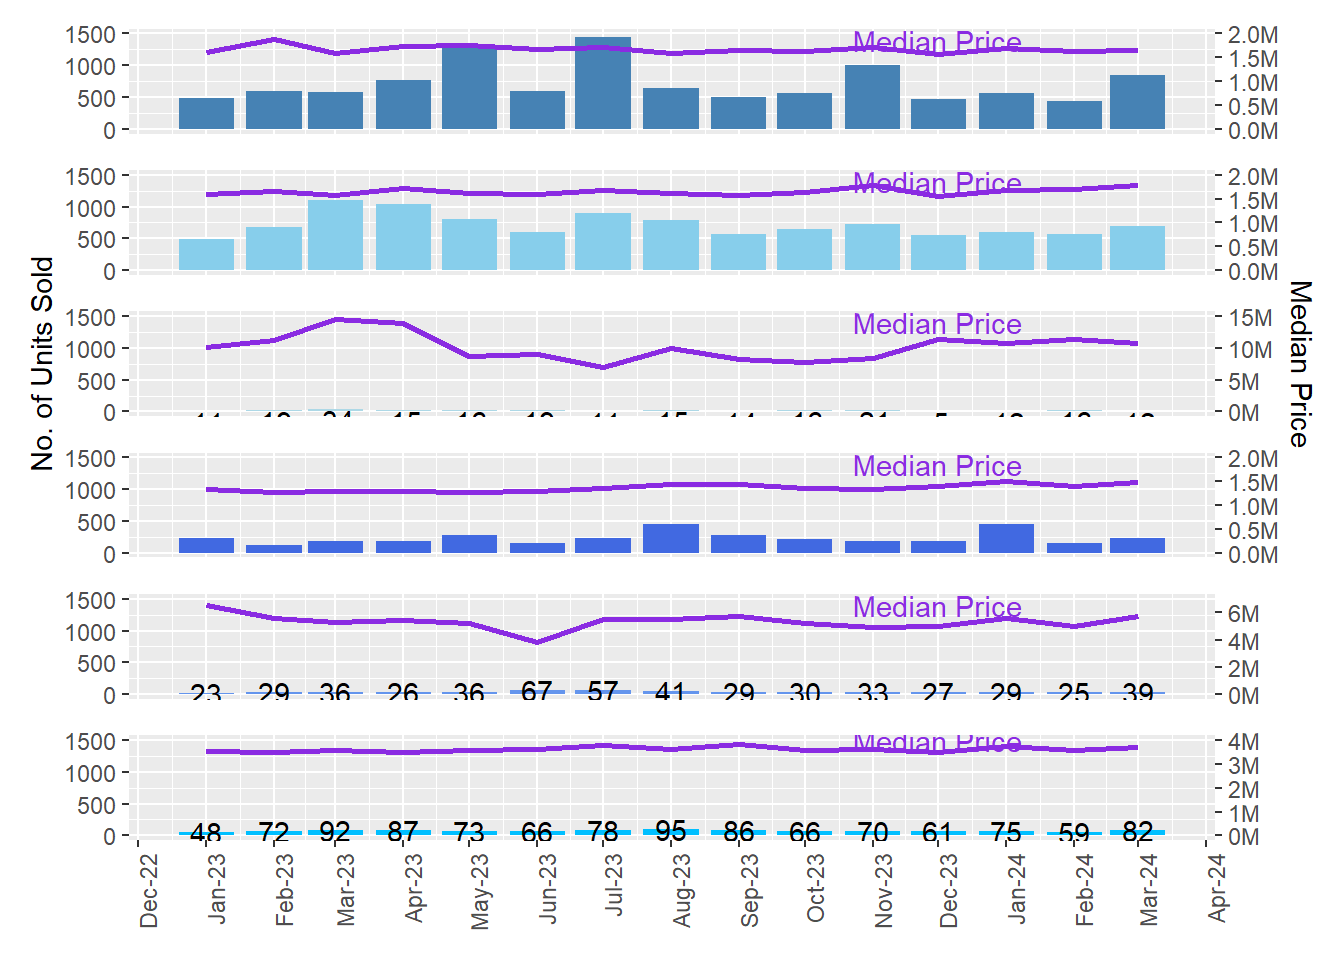 1500
1000
500
0
Median Price
2.0M
1.5M
1.0M
0.5M
0.0M
1500
1000
500
0
Median Price
2.0M
1.5M
1.0M
0.5M
0.0M
No. of Units Sold
Median Price
1500
1000
500
0
Median Price
15M
10M
5M
0M
1500
1000
500
0
Median Price
2.0M
1.5M
1.0M
0.5M
0.0M
1500
1000
500
0
Median Price
6M
4M
2M
0M
23 29 36 26 36 67 57 41 29 30 33 27 29 25 39
1500
1000
500
0
Median Price
4M
3M
2M
1M
0M
48 72 92 87 73 66 78 95 86 66 70 61 75 59 82
Dec-22 Jan-23 Feb-23 Mar-23 Apr-23 May-23 Jun-23 Jul-23 Aug-23 Sep-23 Oct-23 Nov-23 Dec-23 Jan-24 Feb-24 Mar-24 Apr-24